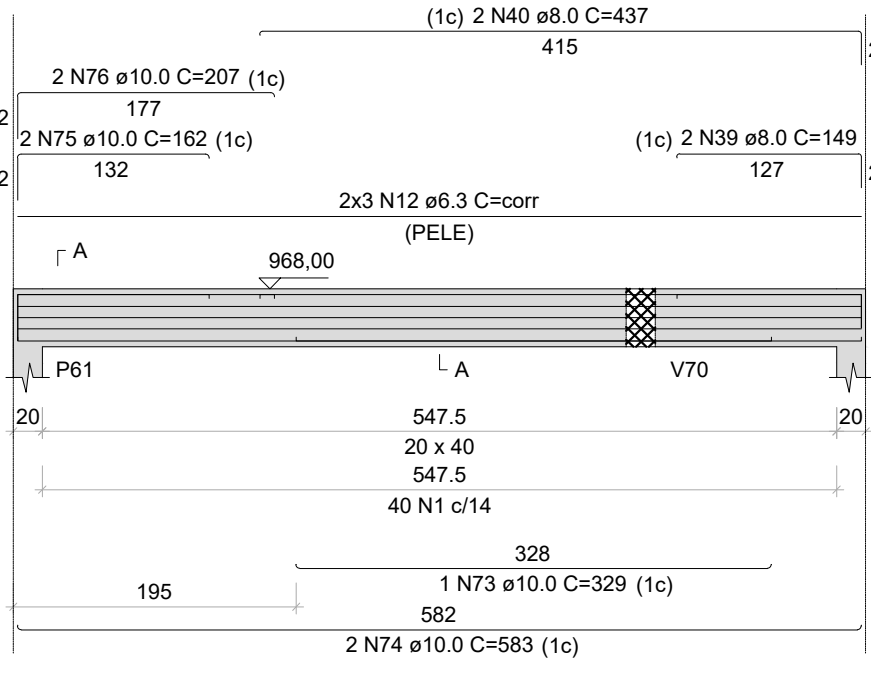 (1c) 2 N40 ø8.0 C=437
415
2 N76 ø10.0 C=207 (1c)
177
2 N75 ø10.0 C=162 (1c)
132
(1c) 2 N39 ø8.0 C=149
127
2x3 N12 ø6.3 C=corr
(PELE)
A
968,00
P61
A
V70
20
547.5
20
20 x 40
547.5
40 N1 c/14
328
1 N73 ø10.0 C=329 (1c)
195
582
2 N74 ø10.0 C=583 (1c)